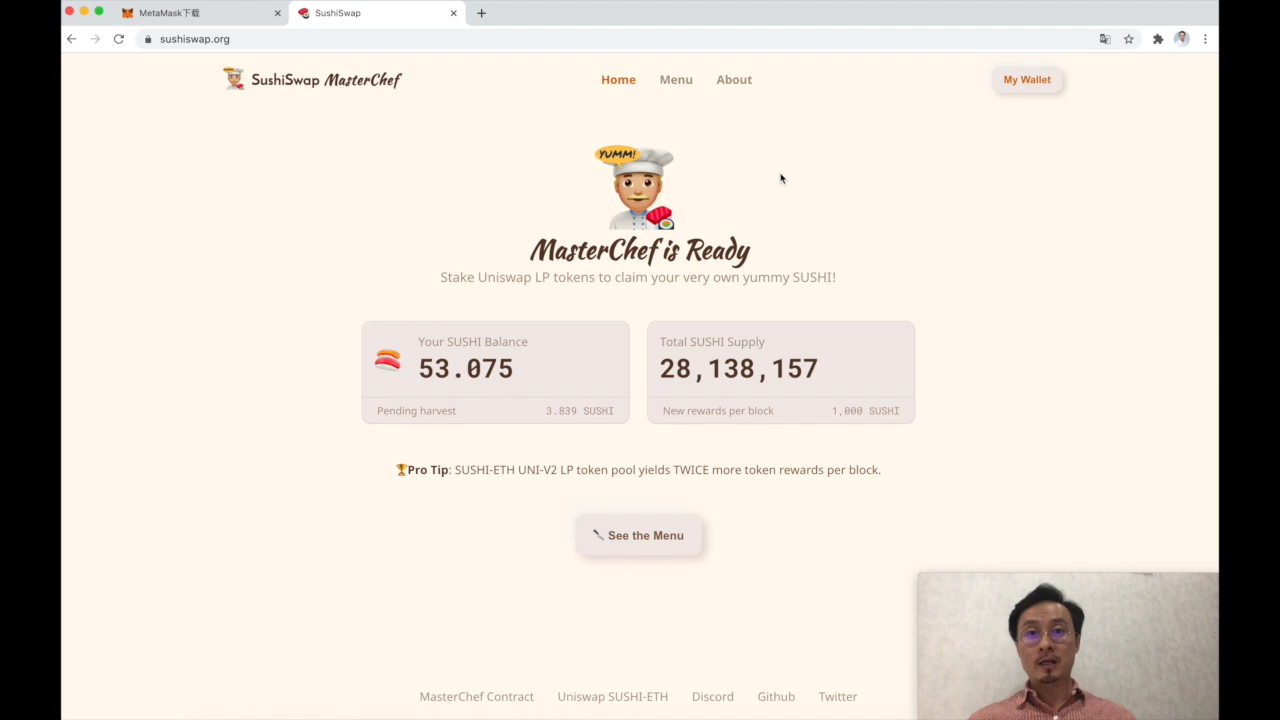 MetaMask下载
SushiSwap
sushiswap.org
SushiSwap MasterChef
Home
Menu
About
My Wallet
YUMM!
MasterChef is Ready
Stake Uniswap LP tokens to claim your very own yummy SUSHI!
Your SUSHI Balance
53.075
Pending harvest
3.839 SUSHI
Total SUSHI Supply
28,138,157
New rewards per block
1,000 SUSHI
Pro Tip: SUSHI-ETH UNI-V2 LP token pool yields TWICE more token rewards per block.
See the Menu
MasterChef Contract
Uniswap SUSHI-ETH
Discord
Github
Twitter